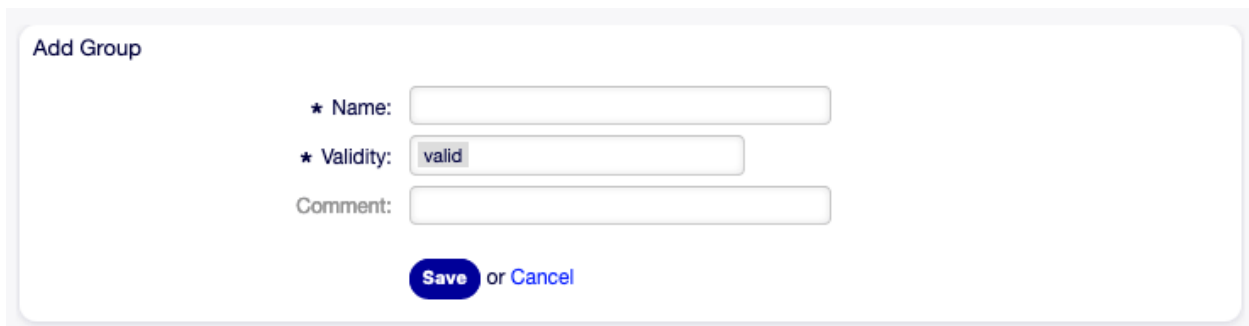 Add Group
★ Name:
★ Validity: valid
Comment:
Save or Cancel